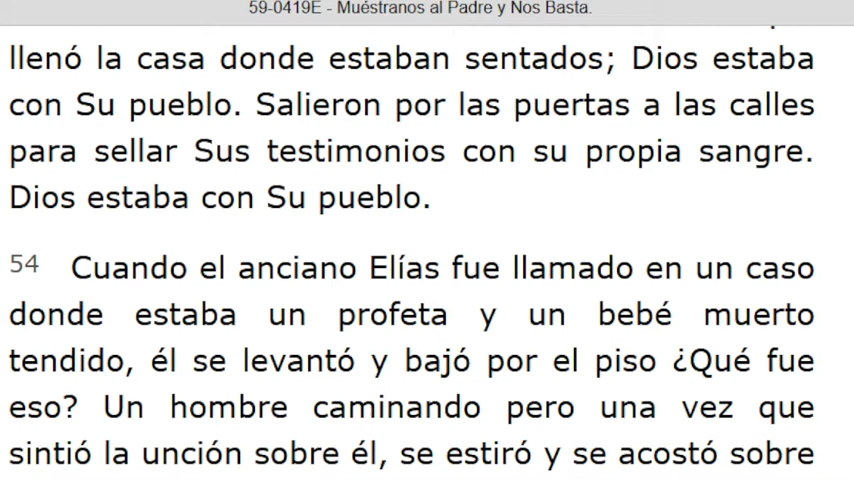 59-0419E - Muéstranos al Padre y Nos Basta.
llenó la casa donde estaban sentados; Dios estaba
con Su pueblo. Salieron por las puertas a las calles
para sellar Sus testimonios con su propia sangre.
Dios estaba con Su pueblo.
54 Cuando el anciano Elías fue llamado en un caso
donde estaba un profeta y un bebé muerto
tendido, él se levantó y bajó por el piso ¿Qué fue
eso? Un hombre caminando pero una vez que
sintió la unción sobre él, se estiró y se acostó sobre